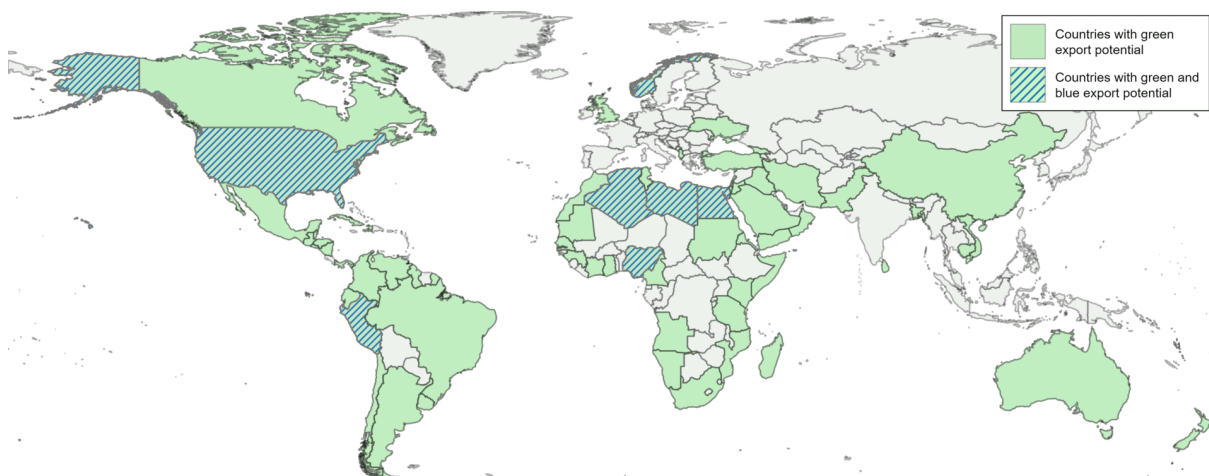 Countries with green
export potential
Countries with green and
blue export potential